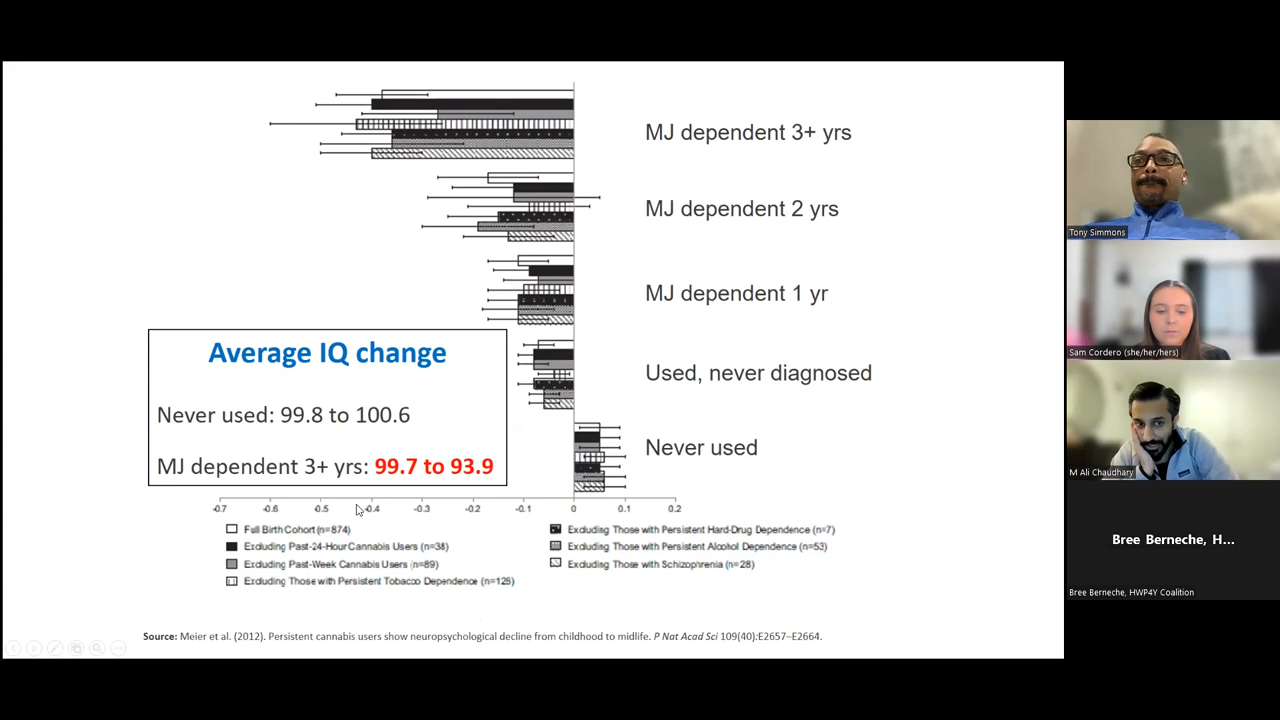 MJ dependent 3+ yrs
MJ dependent 2 yrs
MJ dependent 1 yr
Used, never diagnosed
Never used
Average IQ change
Never used: 99.8 to 100.6
MJ dependent 3+ yrs: 99.7 to 93.9
-0.7 -0.6 -0.5 -0.4 -0.3 -0.2 -0.1 0 0.1 0.2
Full Birth Cohort (n=874)
Excluding Past-24-Hour Cannabis Users (n=38)
Excluding Past-Week Cannabis Users (n=89)
Excluding Those with Persistent Tobacco Dependence (n=126)
Excluding Those with Persistent Hard-Drug Dependence (n=7)
Excluding Those with Persistent Alcohol Dependence (n=53)
Excluding Those with Schizophrenia (n=28)
Source: Meier et al. (2012). Persistent cannabis users show neuropsychological decline from childhood to midlife. P Nat Acad Sci 109(40):E2657–E2664.
Tony Simmons
Sam Cordero (she/her/hers)
M Ali Chaudhary
Bree Berneche, H...
Bree Berneche, HWP4Y Coalition